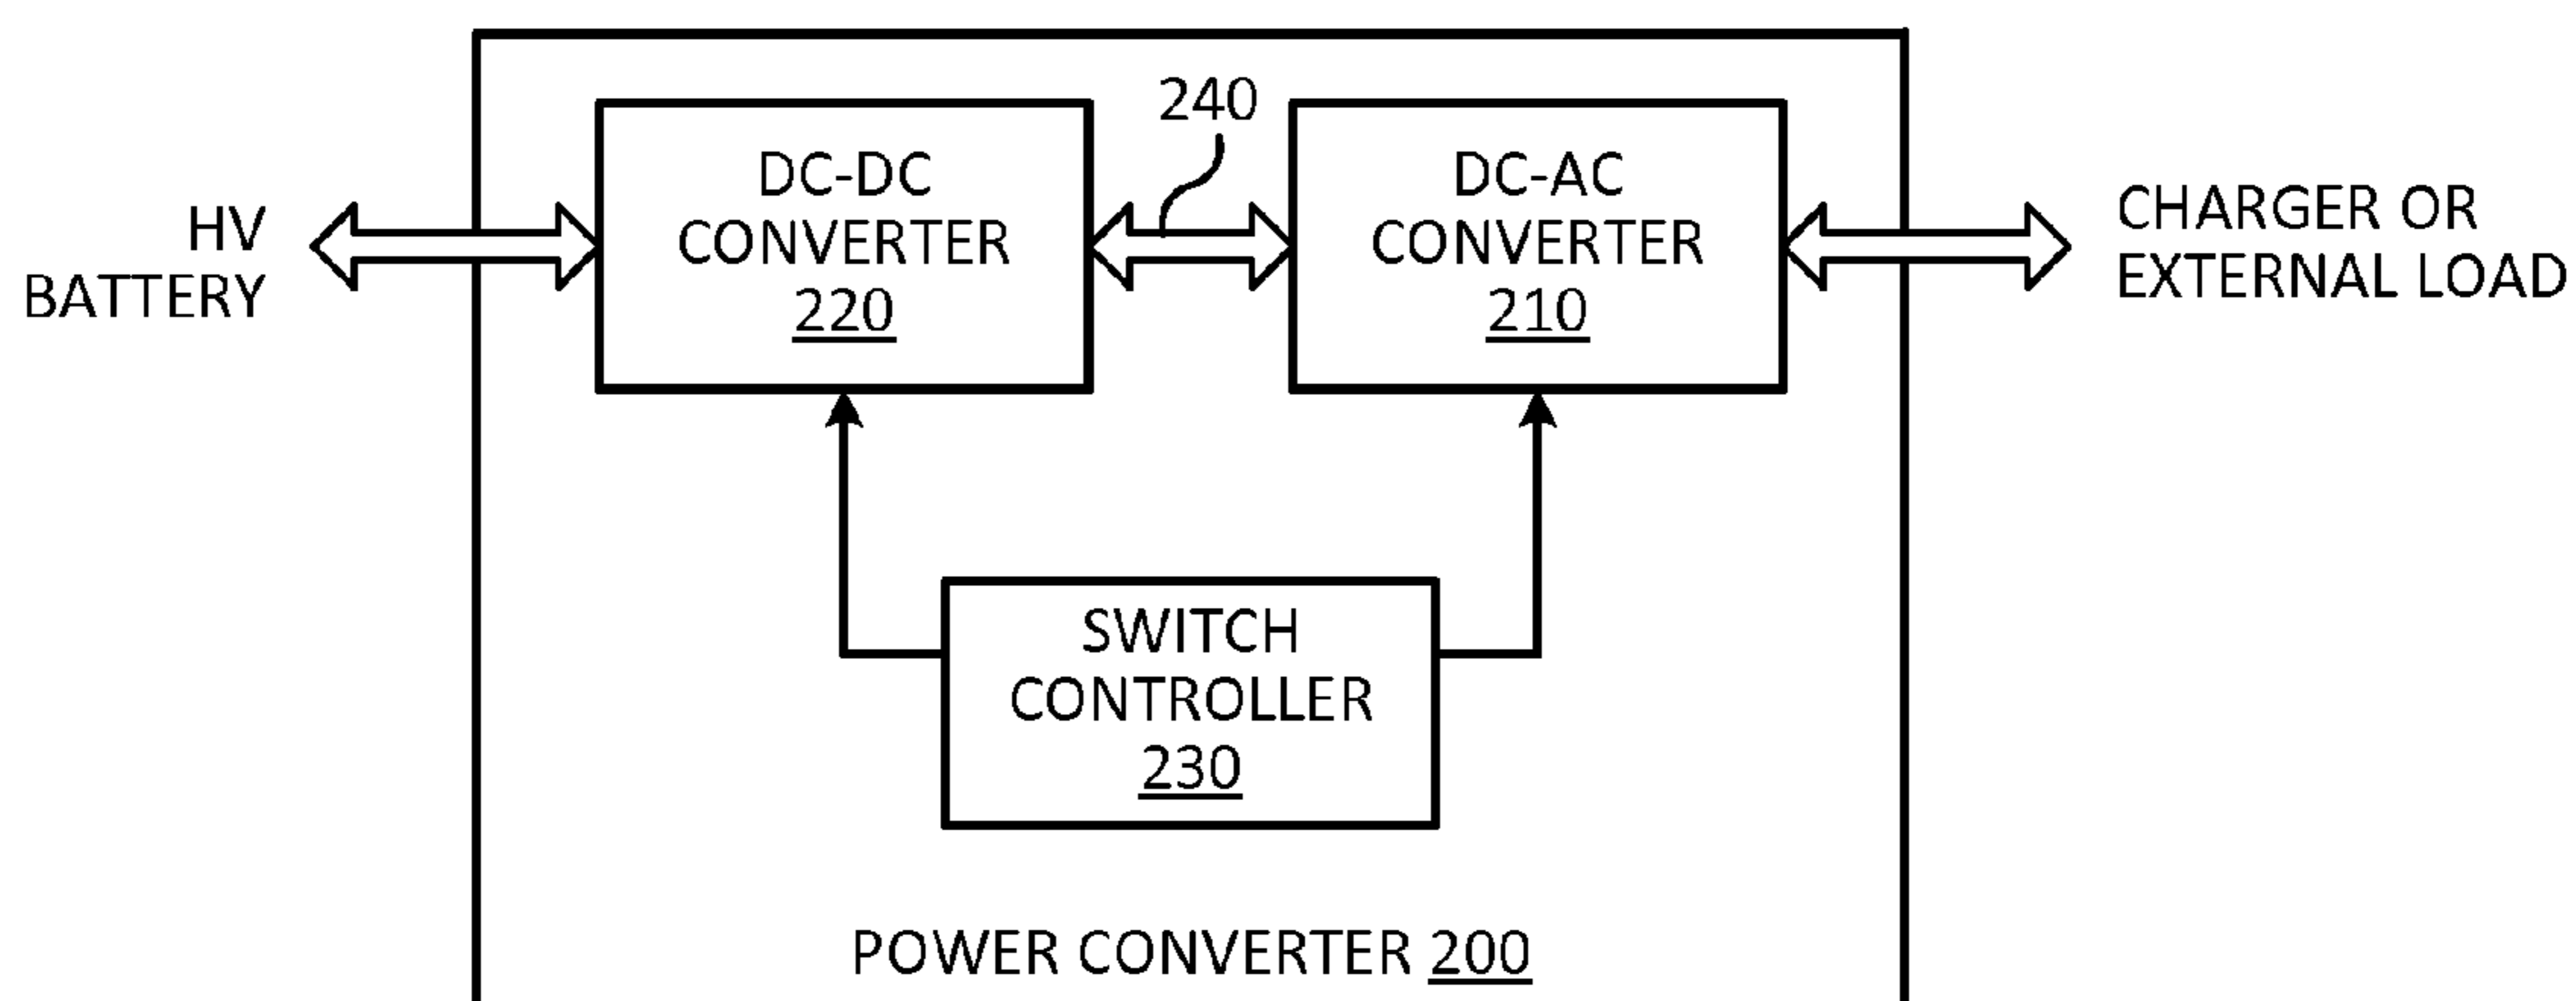 240
HV
BATTERY
DC-DC
CONVERTER
220
DC-AC
CONVERTER
210
CHARGER OR
EXTERNAL LOAD
SWITCH
CONTROLLER
230
POWER CONVERTER 200